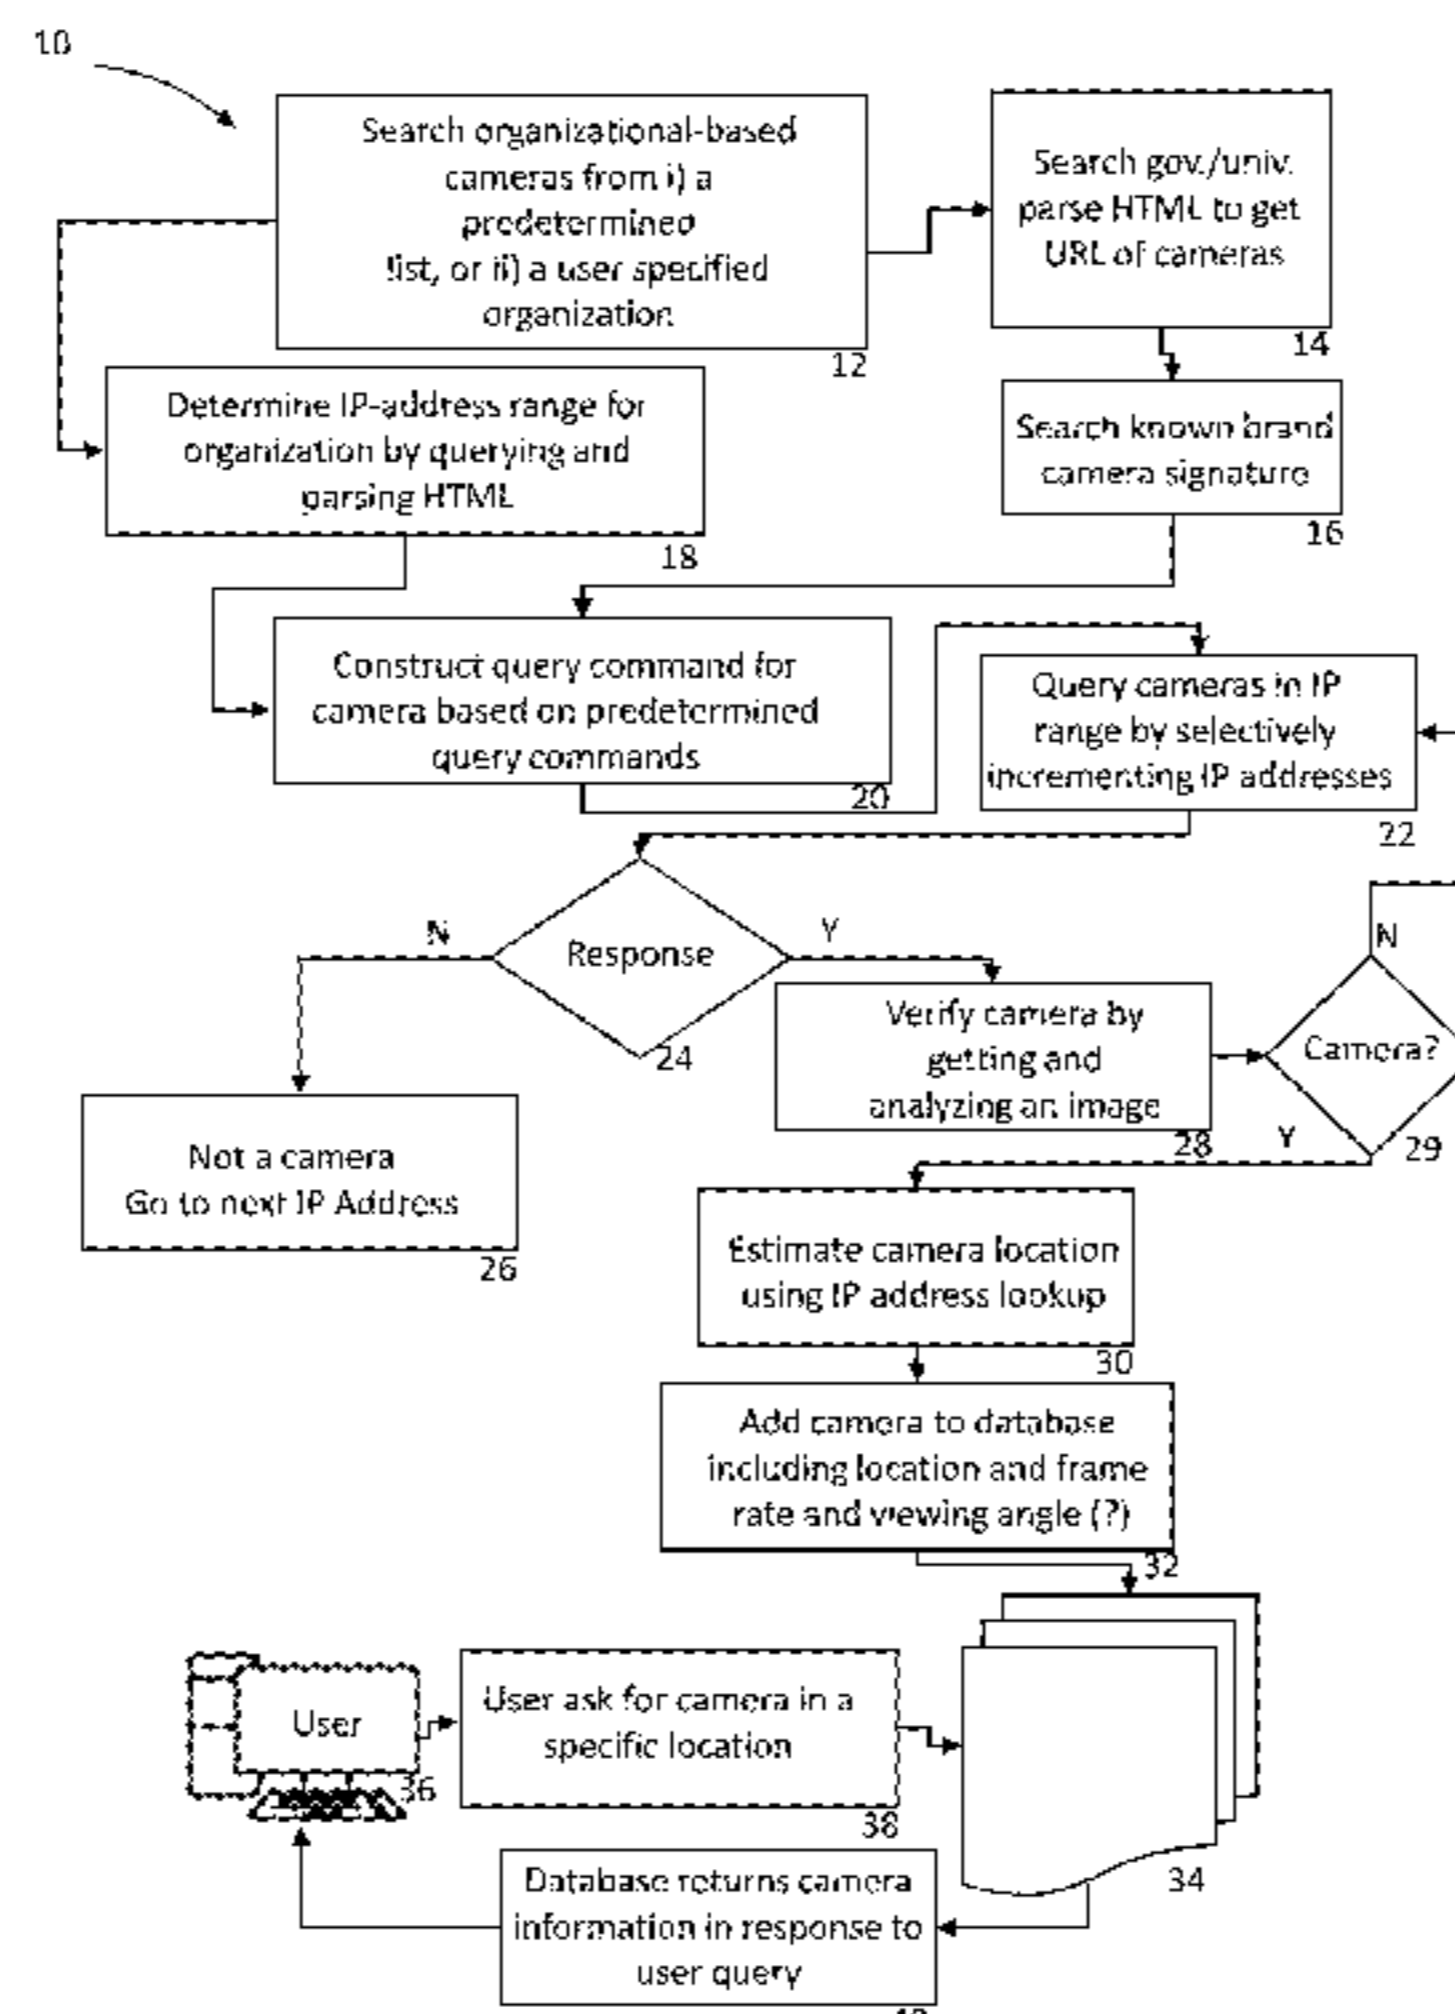 10
Search organizational-based
cameras from i) a
predetermined
list, or ii) a user specified
organization
12
Search gov./univ.
parse HTML to get
URL of cameras
14
Determine IP-address range for
organization by querying and
parsing HTML
18
Search known brand
camera signature
16
Construct query command for
camera based on predetermined
query commands
20
Query cameras in IP
range by selectively
incrementing IP addresses
22
N
Response
Y
24
Verify camera by
getting and
analyzing an image
28
N
Camera?
Y
29
Not a camera
Go to next IP Address
26
Estimate camera location
using IP address lookup
30
Add camera to database
including location and frame
rate and viewing angle (?)
32
User
36
User ask for camera in a
specific location
38
34
Database returns camera
information in response to
user query